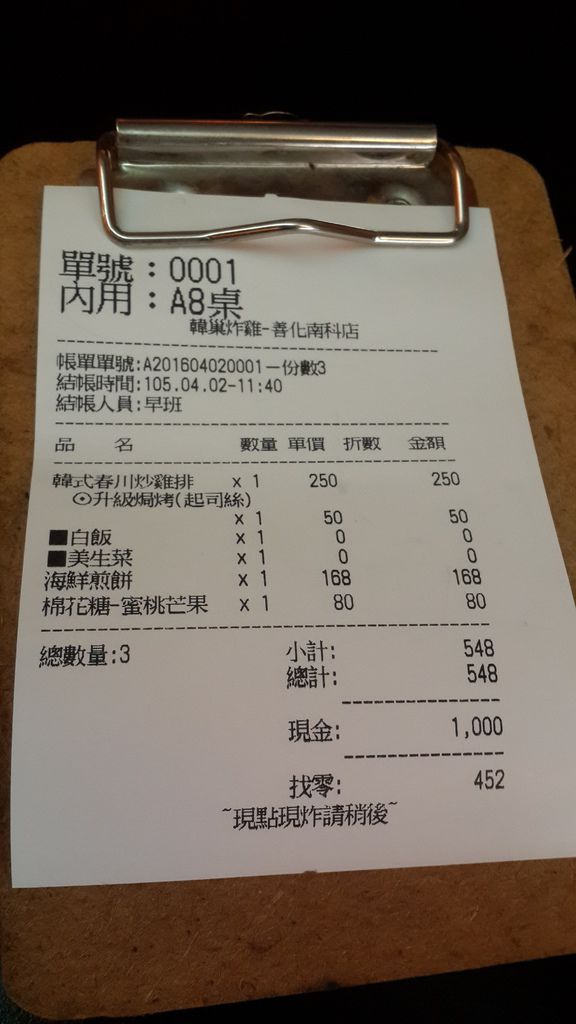 單號：0001
內用：A8桌
韓巢炸雞-善化南科店
帳單單號:A201604020001－份數3
結帳時間:105.04.02-11:40
結帳人員:早班
品 名 數量 單價 折數 金額
韓式春川炒雞排 x 1 250 250
⊙升級焗烤(起司絲)
x 1 50 50
■白飯 x 1 0 0
■美生菜 x 1 0 0
海鮮煎餅 x 1 168 168
棉花糖-蜜桃芒果 x 1 80 80
總數量:3 小計: 548
總計: 548
現金: 1,000
找零: 452
~現點現炸請稍後~